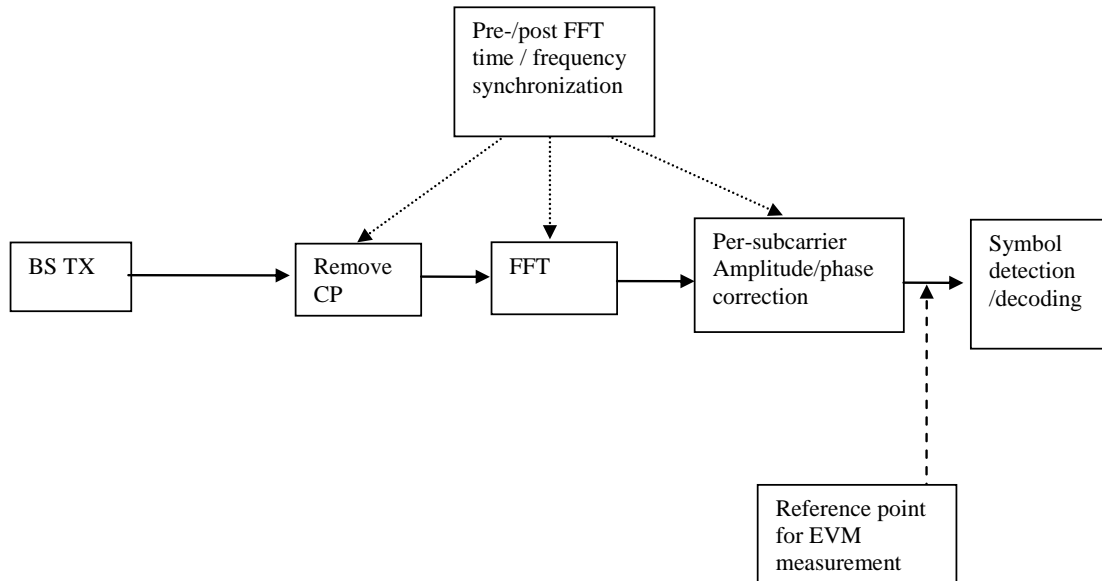 Pre-/post FFT
time / frequency
synchronization
BS TX
Remove
CP
FFT
Per-subcarrier
Amplitude/phase
correction
Symbol
detection
/decoding
Reference point
for EVM
measurement